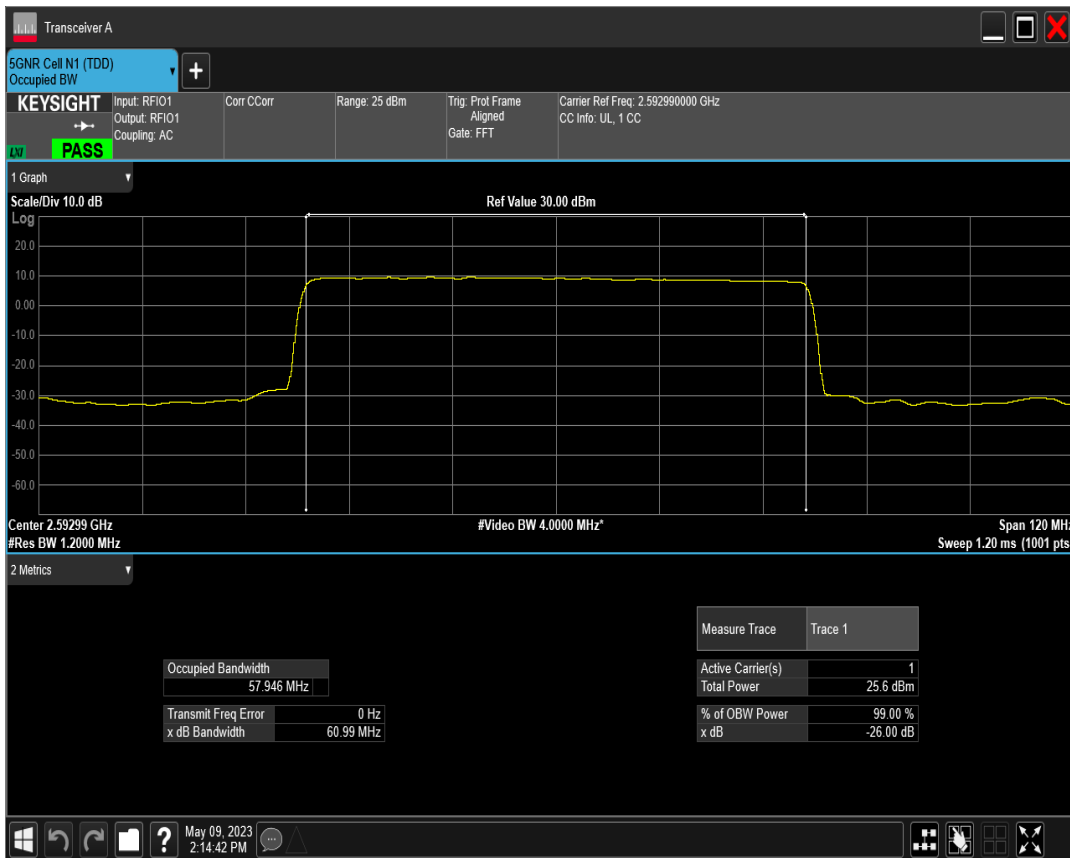 Transceiver A
5GNR Cell N1 (TDD)
Occupied BW
KEYSIGHT
LXI
PASS
Input: RFIO1
Output: RFIO1
Coupling: AC
Corr CCorr
Range: 25 dBm
Trig: Prot Frame
Aligned
Gate: FFT
Carrier Ref Freq: 2.592990000 GHz
CC Info: UL, 1 CC
1 Graph
Scale/Div 10.0 dB
Ref Value 30.00 dBm
Log
20.0
10.0
0.00
-10.0
-20.0
-30.0
-40.0
-50.0
-60.0
Center 2.59299 GHz
#Video BW 4.0000 MHz*
Span 120 MHz
#Res BW 1.2000 MHz
Sweep 1.20 ms (1001 pts
2 Metrics
Measure Trace Trace 1
Occupied Bandwidth
57.946 MHz
Active Carrier(s) 1
Total Power 25.6 dBm
Transmit Freq Error 0 Hz
x dB Bandwidth 60.99 MHz
% of OBW Power 99.00 %
x dB -26.00 dB
?
May 09, 2023
2:14:42 PM